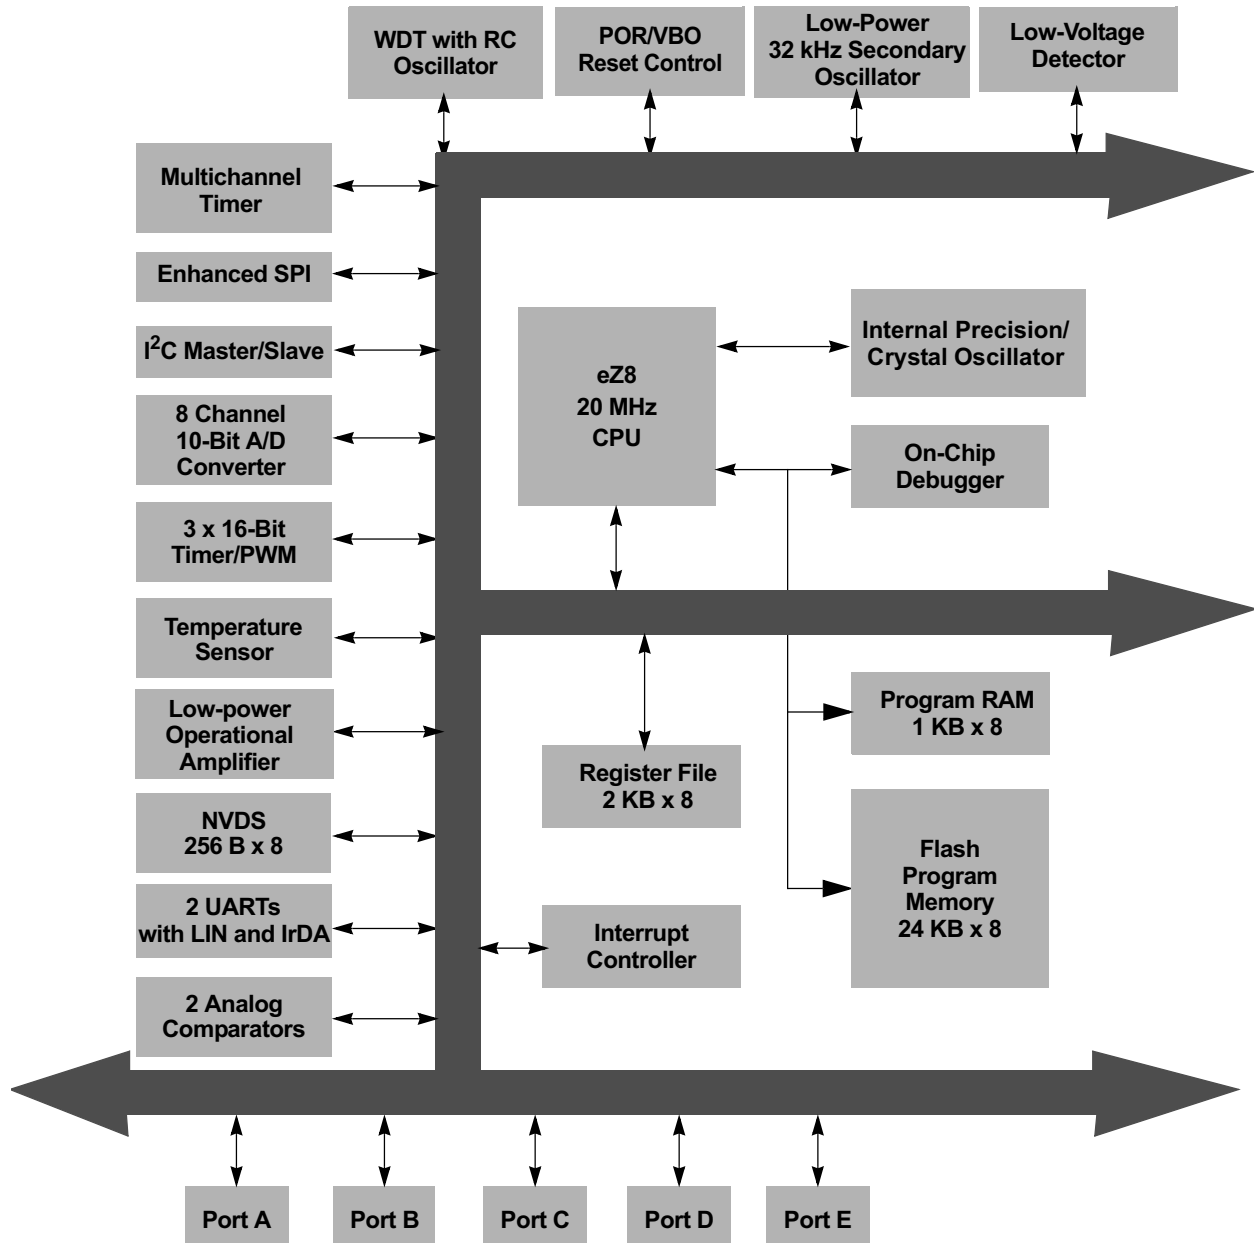 WDT with RC
Oscillator
POR/VBO
Reset Control
Low-Power
32 kHz Secondary
Oscillator
Low-Voltage
Detector
Multichannel
Timer
Enhanced SPI
I²C Master/Slave
8 Channel
10-Bit A/D
Converter
3 x 16-Bit
Timer/PWM
Temperature
Sensor
Low-power
Operational
Amplifier
NVDS
256 B x 8
2 UARTs
with LIN and IrDA
2 Analog
Comparators
eZ8
20 MHz
CPU
Internal Precision/
Crystal Oscillator
On-Chip
Debugger
Register File
2 KB x 8
Program RAM
1 KB x 8
Flash
Program
Memory
24 KB x 8
Interrupt
Controller
Port A
Port B
Port C
Port D
Port E